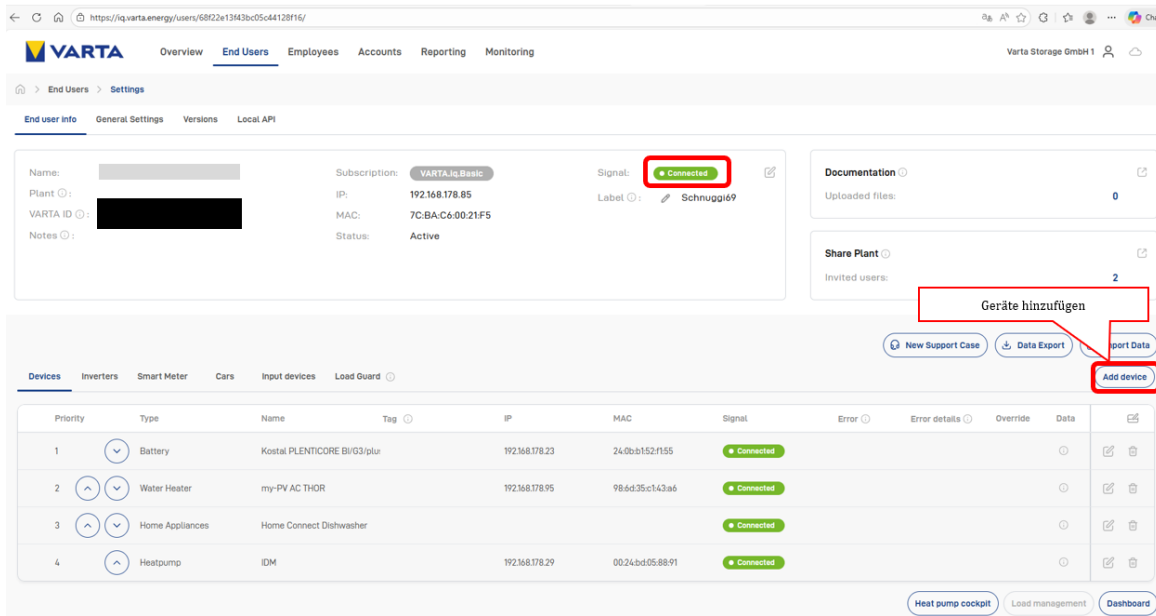 https://iq.varta.energy/users/68f22e13f43bc05c44128f16/
VARTA Overview End Users Employees Accounts Reporting Monitoring Varta Storage GmbH 1
End Users > Settings
End user info General Settings Versions Local API
Name: Subscription: VARTA.iq.Basic Signal: Connected Documentation
Plant : IP: 192.168.178.85 Label : Schnuggi69 Uploaded files: 0
VARTA ID : MAC: 7C:BA:C6:00:21:F5
Notes : Status: Active
Share Plant
Invited users: 2
Geräte hinzufügen
New Support Case Data Export port Data
Devices Inverters Smart Meter Cars Input devices Load Guard Add device
Priority Type Name Tag IP MAC Signal Error Error details Override Data
1 Battery Kostal PLENTICORE BI/G3/plu 192.168.178.23 24:0b:b1:52:f1:55 Connected
2 Water Heater my-PV AC THOR 192.168.178.95 98:6d:35:c1:43:a6 Connected
3 Home Appliances Home Connect Dishwasher Connected
4 Heatpump IDM 192.168.178.29 00:24:bd:05:88:91 Connected
Heat pump cockpit Load management Dashboard